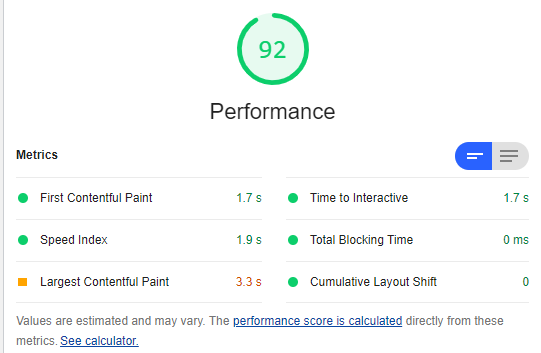 92
Performance
Metrics
First Contentful Paint 1.7 s
Time to Interactive 1.7 s
Speed Index 1.9 s
Total Blocking Time 0 ms
Largest Contentful Paint 3.3 s
Cumulative Layout Shift 0
Values are estimated and may vary. The performance score is calculated directly from these
metrics. See calculator.